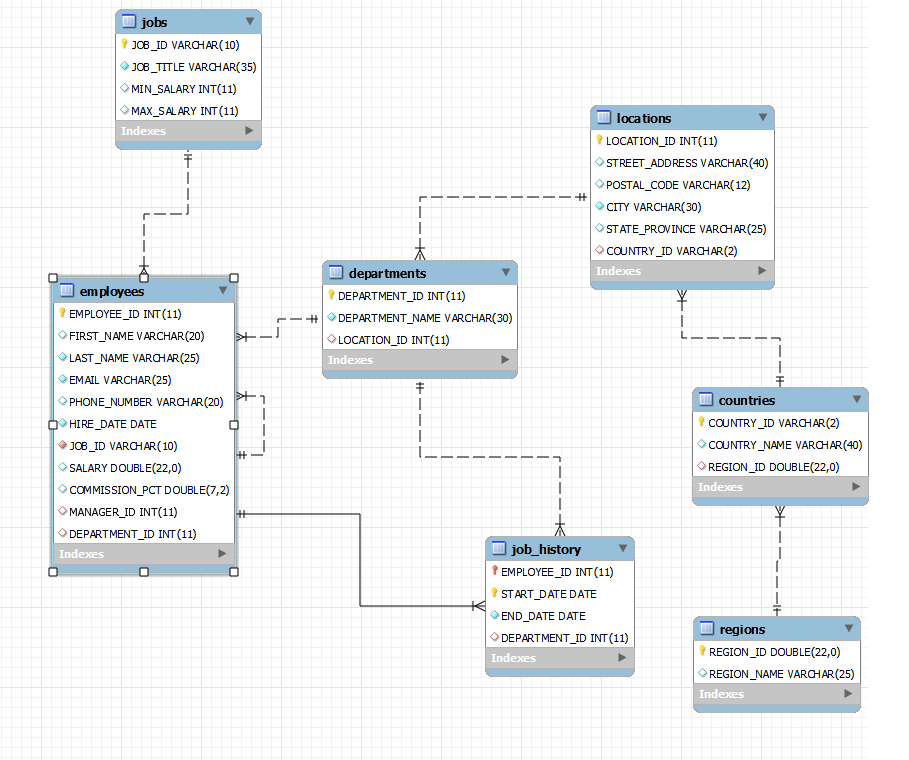 jobs
JOB_ID VARCHAR(10)
JOB_TITLE VARCHAR(35)
MIN_SALARY INT(11)
MAX_SALARY INT(11)
Indexes
locations
LOCATION_ID INT(11)
STREET_ADDRESS VARCHAR(40)
POSTAL_CODE VARCHAR(12)
CITY VARCHAR(30)
STATE_PROVINCE VARCHAR(25)
COUNTRY_ID VARCHAR(2)
Indexes
employees
EMPLOYEE_ID INT(11)
FIRST_NAME VARCHAR(20)
LAST_NAME VARCHAR(25)
EMAIL VARCHAR(25)
PHONE_NUMBER VARCHAR(20)
HIRE_DATE DATE
JOB_ID VARCHAR(10)
SALARY DOUBLE(22,0)
COMMISSION_PCT DOUBLE(7,2)
MANAGER_ID INT(11)
DEPARTMENT_ID INT(11)
Indexes
departments
DEPARTMENT_ID INT(11)
DEPARTMENT_NAME VARCHAR(30)
LOCATION_ID INT(11)
Indexes
countries
COUNTRY_ID VARCHAR(2)
COUNTRY_NAME VARCHAR(40)
REGION_ID DOUBLE(22,0)
Indexes
job_history
EMPLOYEE_ID INT(11)
START_DATE DATE
END_DATE DATE
DEPARTMENT_ID INT(11)
Indexes
regions
REGION_ID DOUBLE(22,0)
REGION_NAME VARCHAR(25)
Indexes